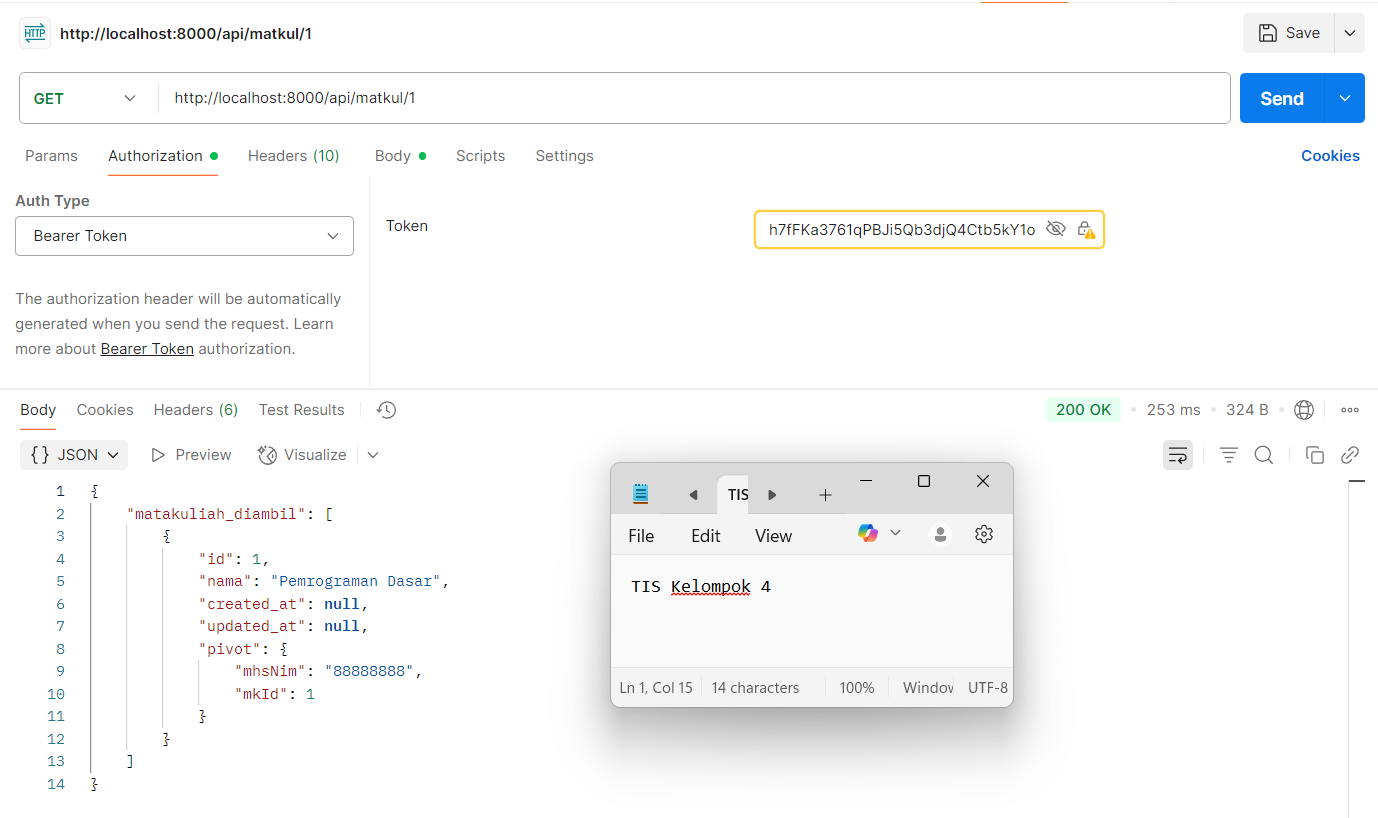 HTTP http://localhost:8000/api/matkul/1 Save
GET http://localhost:8000/api/matkul/1 Send
Params Authorization Headers (10) Body Scripts Settings Cookies
Auth Type
Bearer Token
The authorization header will be automatically
generated when you send the request. Learn
more about Bearer Token authorization.
Token h7fFKa3761qPBJi5Qb3djQ4Ctb5kY1o
Body Cookies Headers (6) Test Results 200 OK 253 ms 324 B
{} JSON Preview Visualize
1 {
2 "matakuliah_diambil": [
3 {
4 "id": 1,
5 "nama": "Pemrograman Dasar",
6 "created_at": null,
7 "updated_at": null,
8 "pivot": {
9 "mhsNim": "88888888",
10 "mkId": 1
11 }
12 }
13 ]
14 }
TIS
File Edit View
TIS Kelompok 4
Ln 1, Col 15 14 characters 100% Window UTF-8